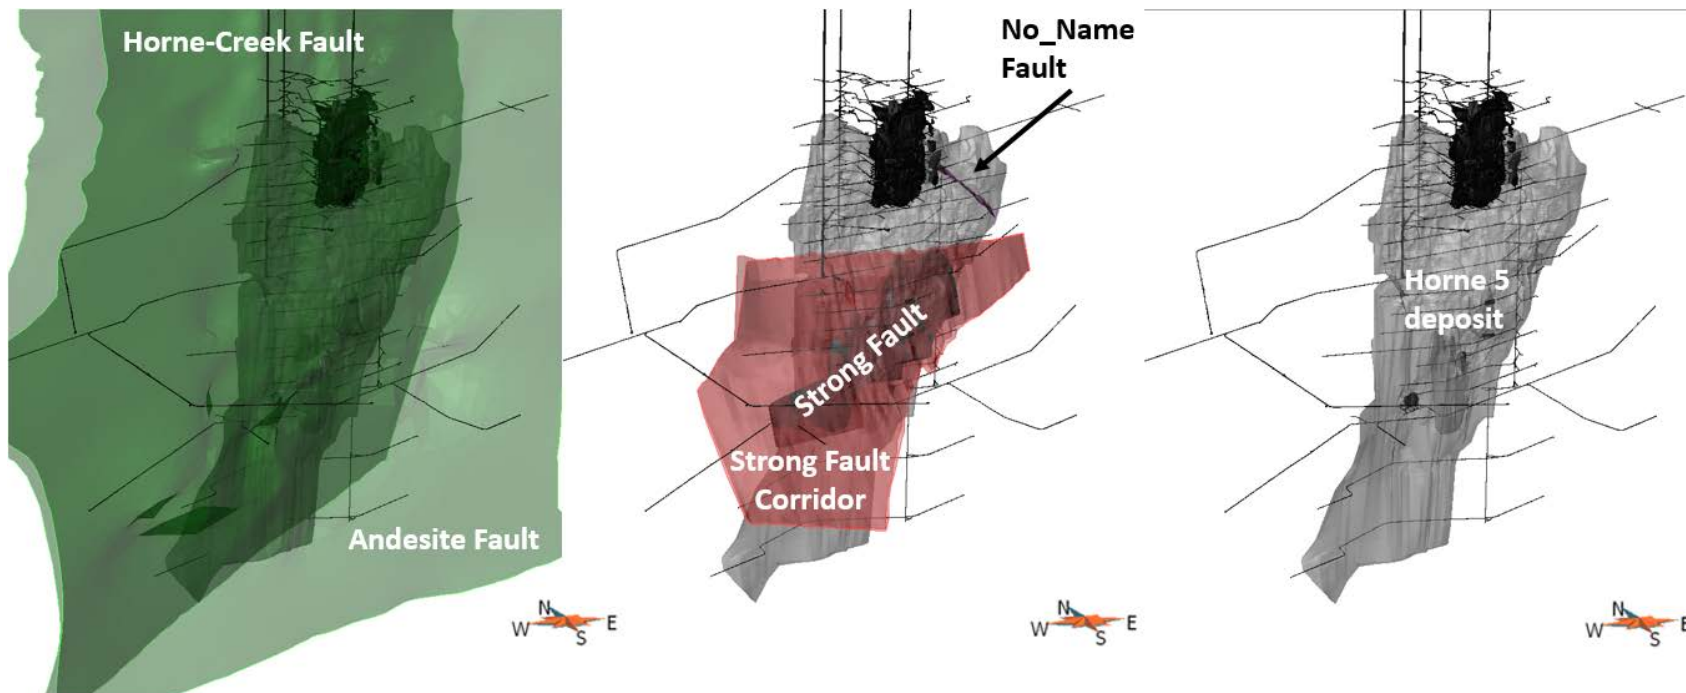 Horne-Creek Fault
Andesite Fault
N
W
E
S
No_Name
Fault
Strong Fault
Strong Fault
Corridor
N
W
E
S
Horne 5
deposit
N
W
E
S